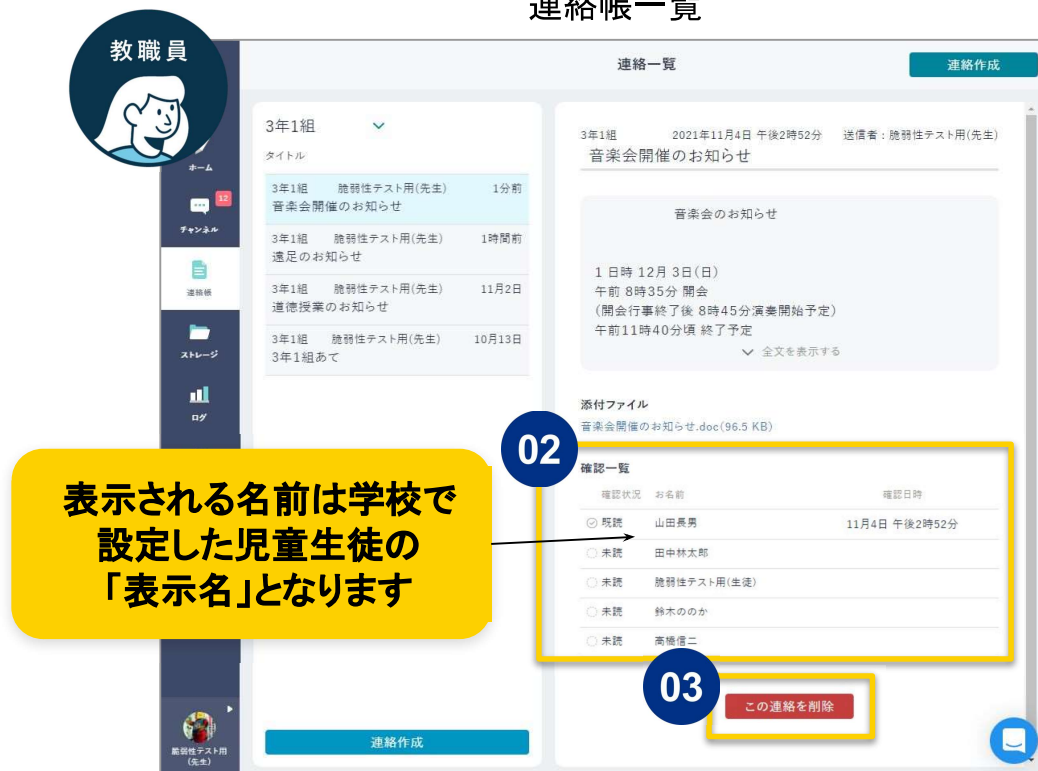 連絡帳一覧
教職員
連絡一覧
連絡作成
ホーム
12
チャンネル
連絡帳
ストレージ
ログ
脆弱性テスト用
(先生)
3年1組
タイトル
3年1組 脆弱性テスト用(先生) 1分前
音楽会開催のお知らせ
3年1組 脆弱性テスト用(先生) 1時間前
遠足のお知らせ
3年1組 脆弱性テスト用(先生) 11月2日
道徳授業のお知らせ
3年1組 脆弱性テスト用(先生) 10月13日
3年1組あて
連絡作成
3年1組 2021年11月4日 午後2時52分 送信者:脆弱性テスト用(先生)
音楽会開催のお知らせ
音楽会のお知らせ
1 日時 12月 3日(日)
午前 8時35分 開会
(開会行事終了後 8時45分演奏開始予定)
午前11時40分頃 終了予定
全文を表示する
添付ファイル
音楽会開催のお知らせ.doc(96.5 KB)
02
確認一覧
確認状況 お名前 確認日時
既読 山田長男 11月4日 午後2時52分
未読 田中林太郎
未読 脆弱性テスト用(生徒)
未読 鈴木ののか
未読 高橋信二
表示される名前は学校で
設定した児童生徒の
「表示名」となります
03
この連絡を削除